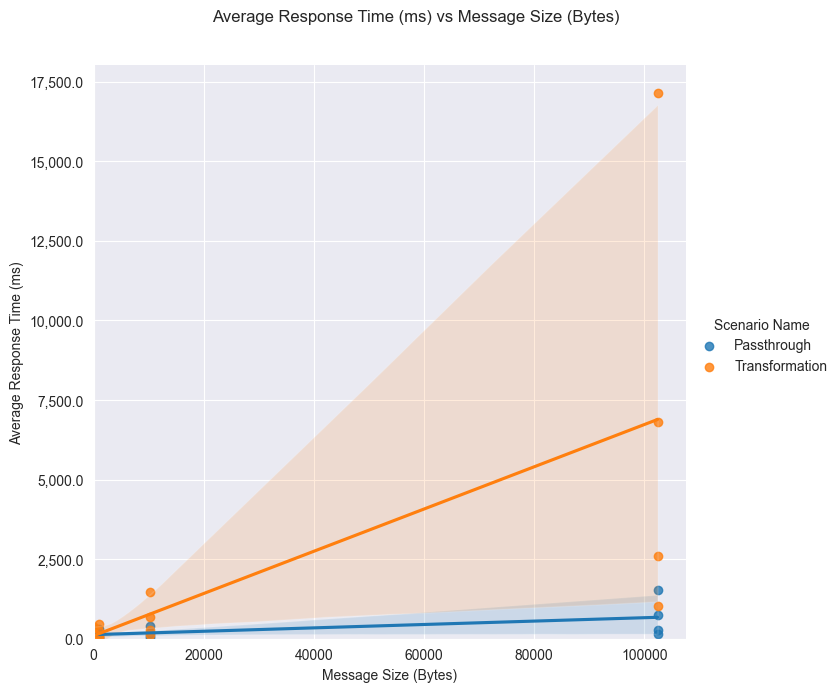 Average Response Time (ms) vs Message Size (Bytes)
17,500.0
15,000.0
12,500.0
10,000.0
7,500.0
5,000.0
2,500.0
0.0
Average Response Time (ms)
0
20000
40000
60000
80000
100000
Message Size (Bytes)
Scenario Name
Passthrough
Transformation